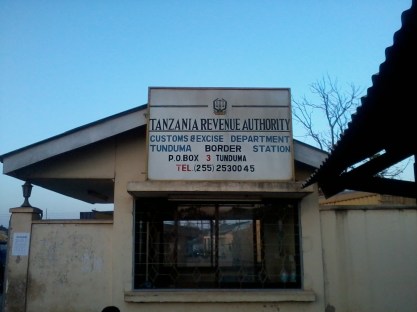 TANZANIA REVENUE AUTHORITY
CUSTOMS & EXCISE DEPARTMENT
TUNDUMA BORDER STATION
P.O.BOX 3 TUNDUMA
TEL.(255)2530045